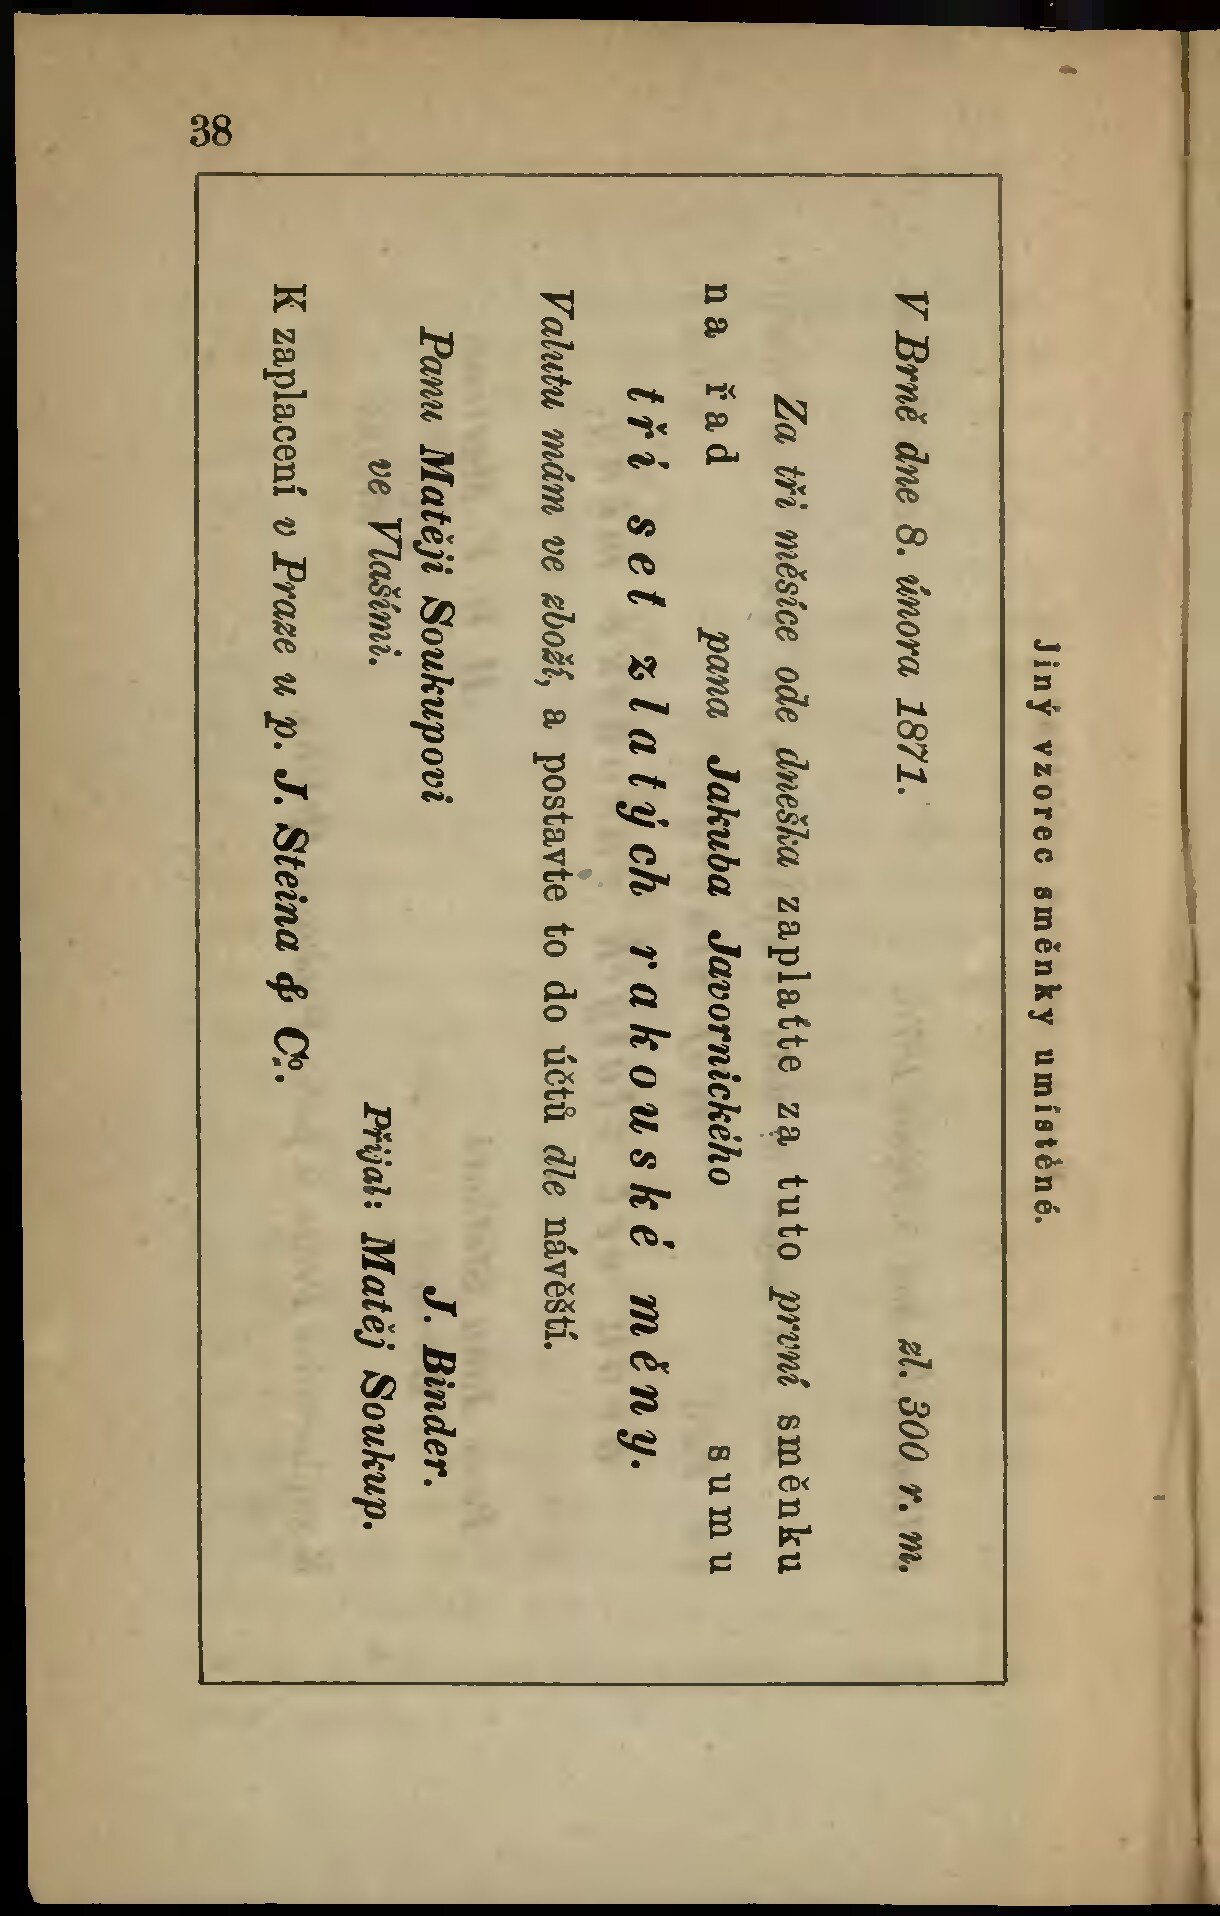 38
Jiný vzorec směnky umístěné.
V Brně dne 8. února 1871. zl. 300 r. m.
Za tři měsíce ode dneška zaplaťte za tuto první směnku
na řad pana Jakuba Javornického sumu
tři set zlatých rakouské měny.
Valutu mám ve zboží, a postavte to do účtů dle návěští.
Panu Matěji Soukupovi J. Binder.
ve Vlašími. Přijal: Matěj Soukup.
K zaplacení v Praze u p. J. Steina & Co.